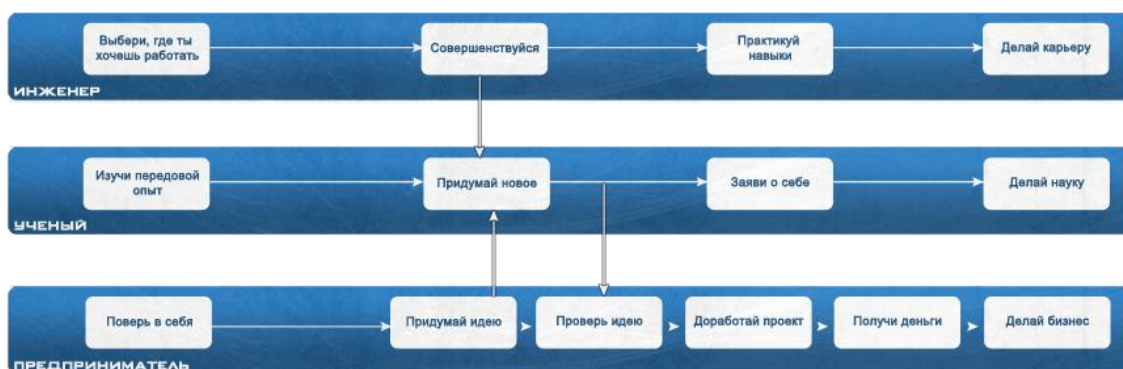 Выбери, где ты
хочешь работать
Совершенствуйся
Практикуй
навыки
Делай карьеру
ИНЖЕНЕР
Изучи передовой
опыт
Придумай новое
Заяви о себе
Делай науку
УЧЕНЫЙ
Поверь в себя
Придумай идею
Проверь идею
Доработай проект
Получи деньги
Делай бизнес
ПРЕДПРИНИМАТЕЛЬ